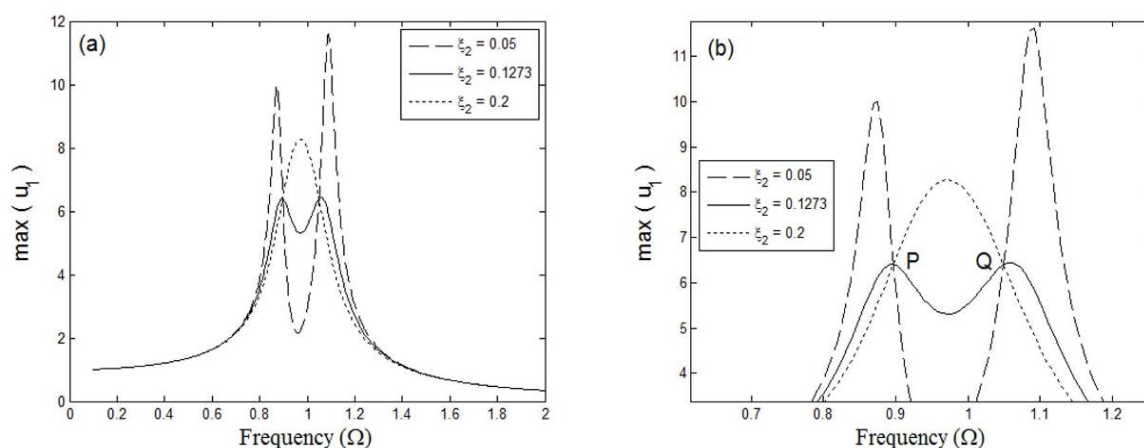 (a)
ξ2 = 0.05
ξ2 = 0.1273
ξ2 = 0.2
max ( u1 )
12
10
8
6
4
2
0
0 0.2 0.4 0.6 0.8 1 1.2 1.4 1.6 1.8 2
Frequency (Ω)
(b)
ξ2 = 0.05
ξ2 = 0.1273
ξ2 = 0.2
P Q
max ( u1 )
11
10
9
8
7
6
5
4
0.7 0.8 0.9 1 1.1 1.2
Frequency (Ω)